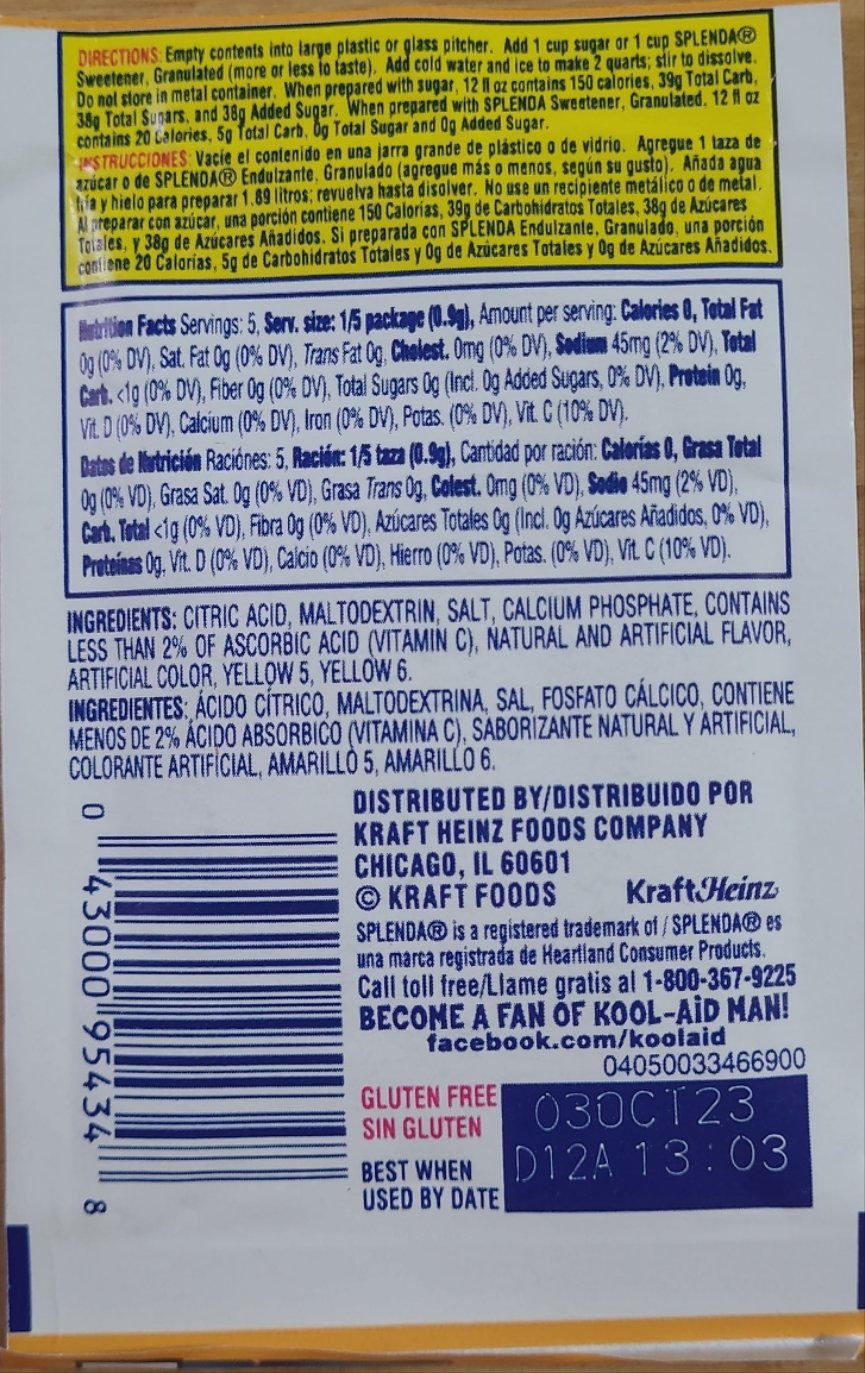 DIRECTIONS: Empty contents into large plastic or glass pitcher. Add 1 cup sugar or 1 cup SPLENDA®
Sweetener, Granulated (more or less to taste). Add cold water and ice to make 2 quarts; stir to dissolve.
Do not store in metal container. When prepared with sugar, 12 fl oz contains 150 calories, 39g Total Carb,
38g Total Sugars, and 38g Added Sugar. When prepared with SPLENDA Sweetener, Granulated. 12 fl oz
contains 20 Calories, 5g Total Carb, 0g Total Sugar and 0g Added Sugar.
INSTRUCCIONES: Vacíe el contenido en una jarra grande de plástico o de vidrio. Agregue 1 taza de
azúcar o de SPLENDA® Endulzante, Granulado (agregue más o menos, según su gusto). Añada agua
fría y hielo para preparar 1.89 litros; revuelva hasta disolver. No use un recipiente metálico o de metal.
Al preparar con azúcar, una porción contiene 150 Calorías, 39g de Carbohidratos Totales, 38g de Azúcares
Totales, y 38g de Azúcares Añadidos. Si preparada con SPLENDA Endulzante, Granulado, una porción
contiene 20 Calorías, 5g de Carbohidratos Totales y 0g de Azúcares Totales y 0g de Azúcares Añadidos.
Nutrition Facts Servings: 5, Serv. size: 1/5 package (0.9g), Amount per serving: Calories 0, Total Fat
0g (0% DV), Sat. Fat 0g (0% DV), Trans Fat 0g, Cholest. 0mg (0% DV), Sodium 45mg (2% DV), Total
Carb. <1g (0% DV), Fiber 0g (0% DV), Total Sugars 0g (Incl. 0g Added Sugars, 0% DV), Protein 0g,
Vit. D (0% DV), Calcium (0% DV), Iron (0% DV), Potas. (0% DV), Vit. C (10% DV).
Datos de Nutrición Raciónes: 5, Ración: 1/5 taza (0.9g), Cantidad por ración: Calorías 0, Grasa Total
0g (0% VD), Grasa Sat. 0g (0% VD), Grasa Trans 0g, Colest. 0mg (0% VD), Sodio 45mg (2% VD),
Carb. Total <1g (0% VD), Fibra 0g (0% VD), Azúcares Totales 0g (Incl. 0g Azúcares Añadidos, 0% VD),
Proteínas 0g, Vit. D (0% VD), Calcio (0% VD), Hierro (0% VD), Potas. (0% VD), Vit. C (10% VD).
INGREDIENTS: CITRIC ACID, MALTODEXTRIN, SALT, CALCIUM PHOSPHATE, CONTAINS
LESS THAN 2% OF ASCORBIC ACID (VITAMIN C), NATURAL AND ARTIFICIAL FLAVOR,
ARTIFICIAL COLOR, YELLOW 5, YELLOW 6.
INGREDIENTES: ÁCIDO CÍTRICO, MALTODEXTRINA, SAL, FOSFATO CÁLCICO, CONTIENE
MENOS DE 2% ÁCIDO ABSORBICO (VITAMINA C), SABORIZANTE NATURAL Y ARTIFICIAL,
COLORANTE ARTIFICIAL, AMARILLO 5, AMARILLO 6.
0 43000 95434 8
DISTRIBUTED BY/DISTRIBUIDO POR
KRAFT HEINZ FOODS COMPANY
CHICAGO, IL 60601
© KRAFT FOODS KraftHeinz
SPLENDA® is a registered trademark of / SPLENDA® es
una marca registrada de Heartland Consumer Products.
Call toll free/Llame gratis al 1-800-367-9225
BECOME A FAN OF KOOL-AID MAN!
facebook.com/koolaid
04050033466900
GLUTEN FREE
SIN GLUTEN
BEST WHEN
USED BY DATE
03OCT23
D12A 13:03